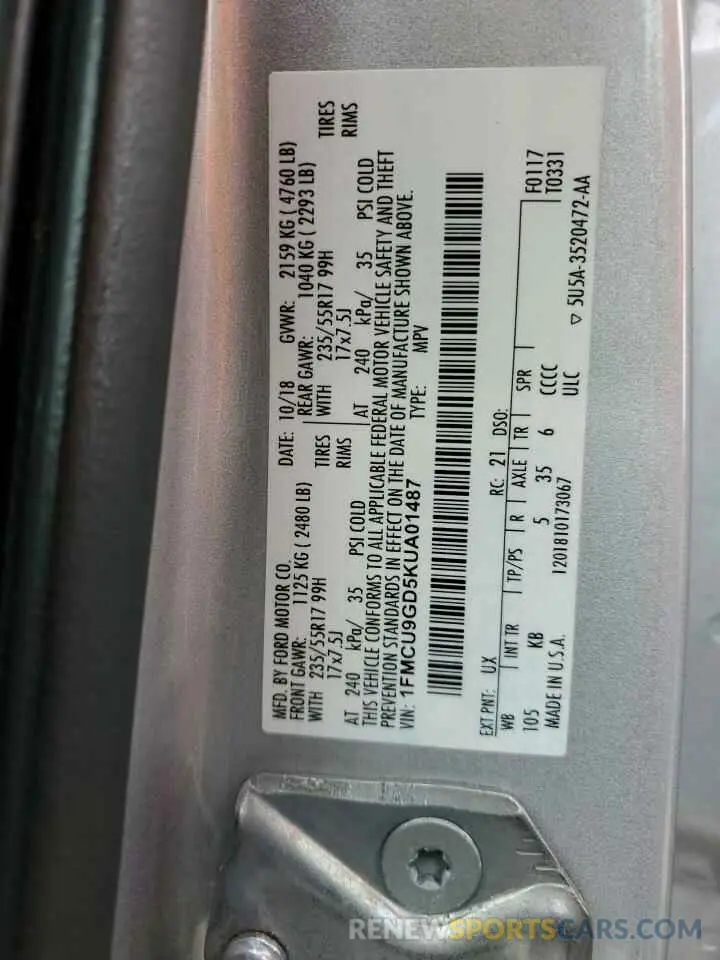 MFD. BY FORD MOTOR CO.
DATE: 10/18 GVWR: 2159 KG ( 4760 LB)
FRONT GAWR: 1125 KG ( 2480 LB) REAR GAWR: 1040 KG ( 2293 LB)
WITH 235/55R17 99H TIRES WITH 235/55R17 99H TIRES
17x7.5J RIMS 17x7.5J RIMS
AT 240 kPa/ 35 PSI COLD AT 240 kPa/ 35 PSI COLD
THIS VEHICLE CONFORMS TO ALL APPLICABLE FEDERAL MOTOR VEHICLE SAFETY AND THEFT
PREVENTION STANDARDS IN EFFECT ON THE DATE OF MANUFACTURE SHOWN ABOVE.
VIN: 1FMCU9GD5KUA01487 TYPE: MPV
EXT PNT: UX RC: 21 DSO:
WB INT TR TP/PS R AXLE TR SPR F0117
105 KB 5 35 6 CCCC T0331
MADE IN U.S.A. 1201810173067 ULC
▽ 5U5A-3520472-AA
RENEWSPORTSCARS.COM